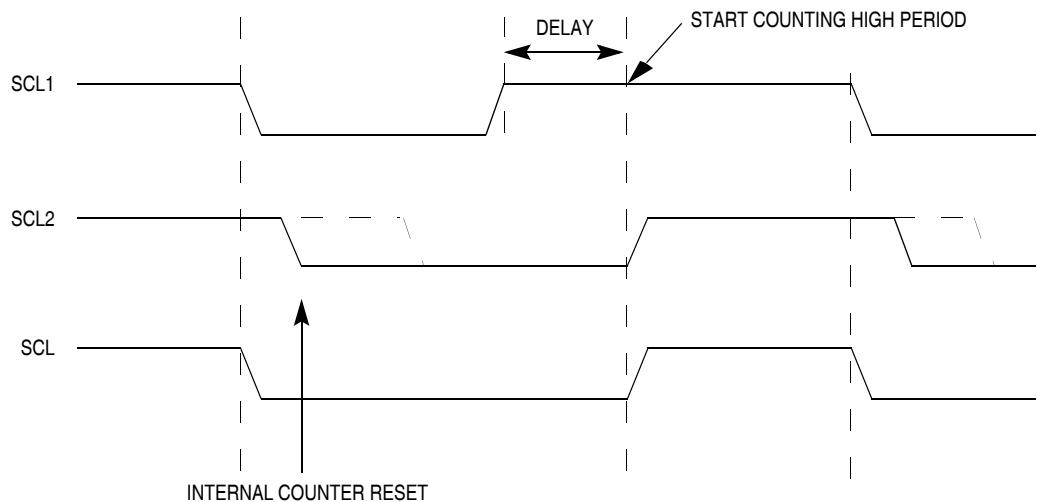 START COUNTING HIGH PERIOD
DELAY
SCL1
SCL2
SCL
INTERNAL COUNTER RESET